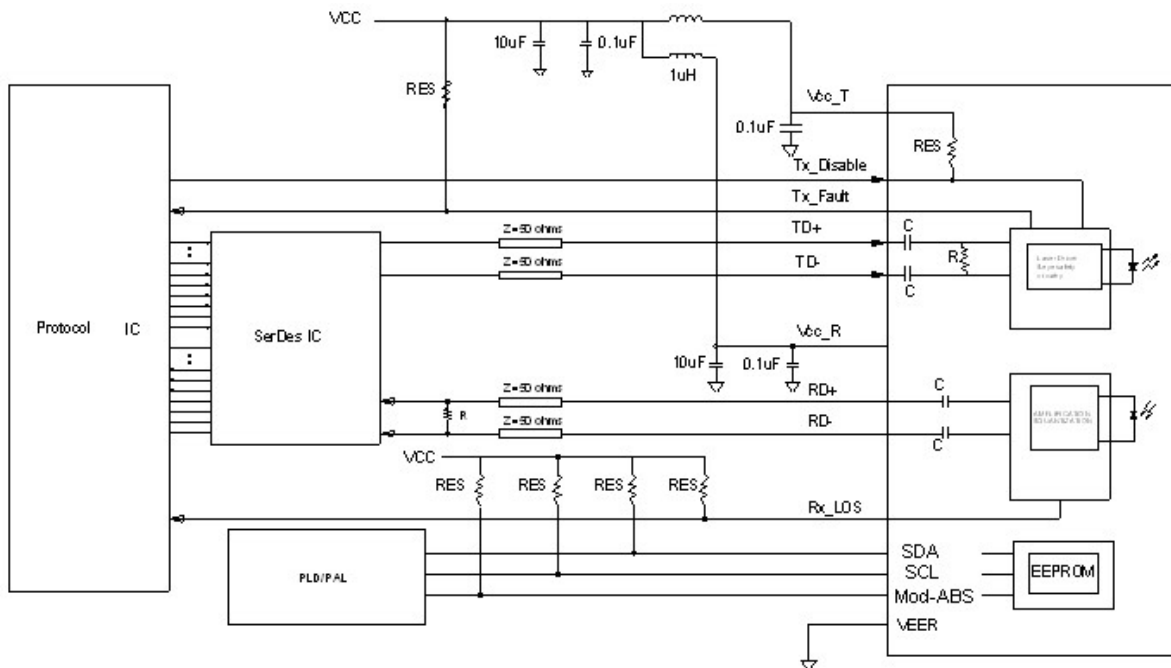 VCC
10uF
0.1uF
1uH
RES
Vcc_T
0.1uF
RES
Tx_Disable
Tx_Fault
Z=50 ohms
TD+
C
Z=50 ohms
TD-
R
C
Protocol IC
SerDes IC
Vcc_R
10uF
0.1uF
Z=50 ohms
RD+
C
R
Z=50 ohms
RD-
C
VCC
RES
RES
RES
RES
Rx_LOS
PLD/PAL
SDA
SCL
Mod-ABS
EEPROM
VEER